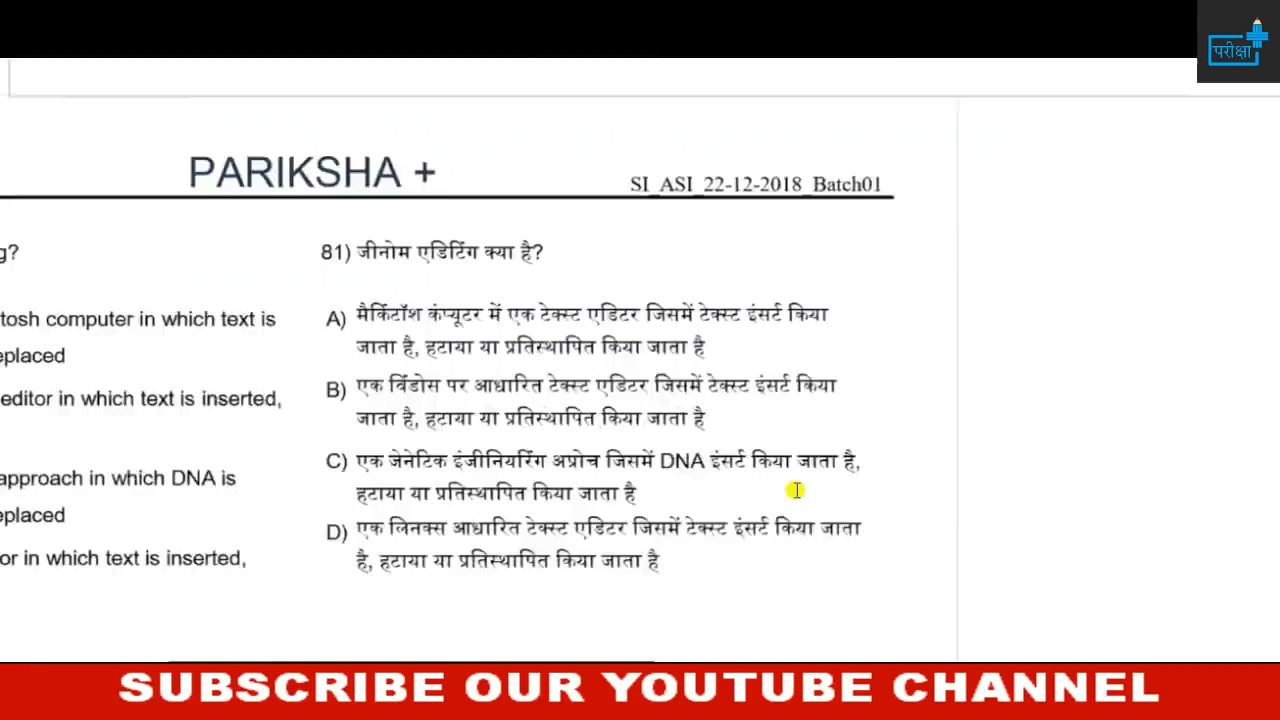 परीक्षा
PARIKSHA +
SI_ASI_22-12-2018_Batch01
g?
tosh computer in which text is
eplaced
editor in which text is inserted,
approach in which DNA is
eplaced
or in which text is inserted,
81) जीनोम एडिटिंग क्या है?
A) मैकिंटॉश कंप्यूटर में एक टेक्स्ट एडिटर जिसमें टेक्स्ट इंसर्ट किया
जाता है, हटाया या प्रतिस्थापित किया जाता है
B) एक विंडोस पर आधारित टेक्स्ट एडिटर जिसमें टेक्स्ट इंसर्ट किया
जाता है, हटाया या प्रतिस्थापित किया जाता है
C) एक जेनेटिक इंजीनियरिंग अप्रोच जिसमें DNA इंसर्ट किया जाता है,
हटाया या प्रतिस्थापित किया जाता है
D) एक लिनक्स आधारित टेक्स्ट एडिटर जिसमें टेक्स्ट इंसर्ट किया जाता
है, हटाया या प्रतिस्थापित किया जाता है
SUBSCRIBE OUR YOUTUBE CHANNEL